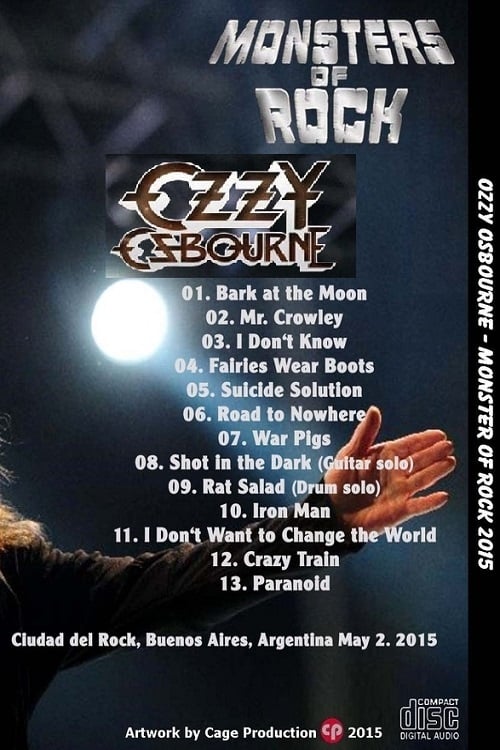 MONSTERS
OF
ROCK
OZZY
OSBOURNE
01. Bark at the Moon
02. Mr. Crowley
03. I Don't Know
04. Fairies Wear Boots
05. Suicide Solution
06. Road to Nowhere
07. War Pigs
08. Shot in the Dark (Guitar solo)
09. Rat Salad (Drum solo)
10. Iron Man
11. I Don't Want to Change the World
12. Crazy Train
13. Paranoid
Ciudad del Rock, Buenos Aires, Argentina May 2. 2015
Artwork by Cage Production cp 2015
COMPACT
disc
DIGITAL AUDIO
OZZY OSBOURNE - MONSTER OF ROCK 2015